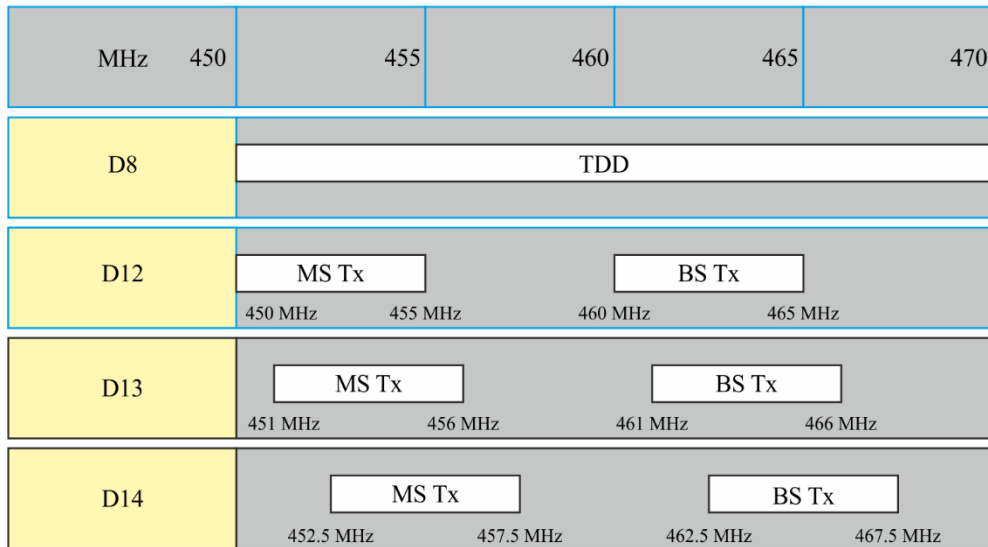 MHz 450 455 460 465 470
D8 TDD
D12 MS Tx BS Tx
450 MHz 455 MHz 460 MHz 465 MHz
D13 MS Tx BS Tx
451 MHz 456 MHz 461 MHz 466 MHz
D14 MS Tx BS Tx
452.5 MHz 457.5 MHz 462.5 MHz 467.5 MHz